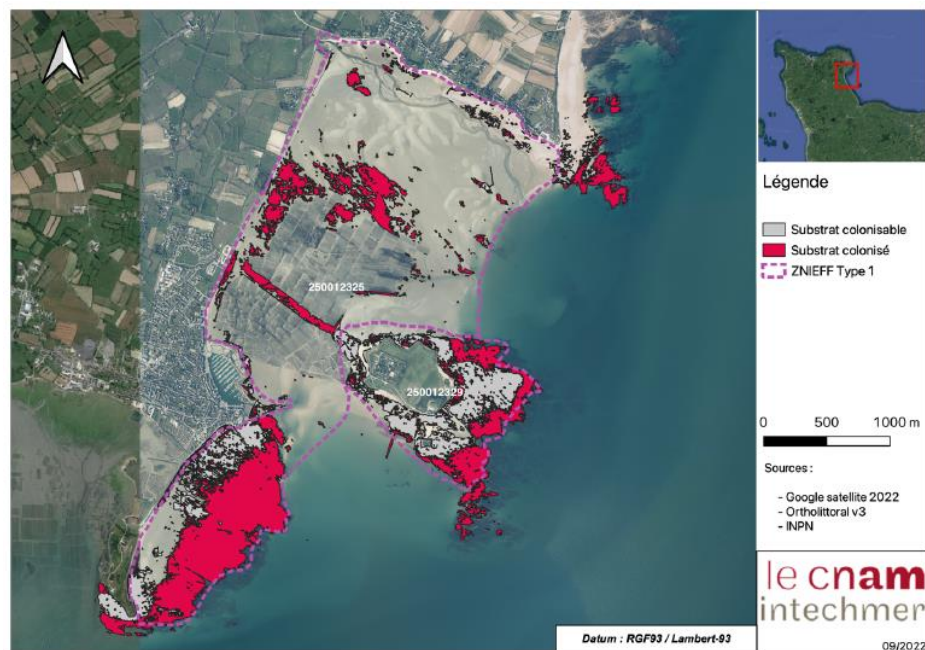 250012325
250012329
Légende
Substrat colonisable
Substrat colonisé
ZNIEFF Type 1
0 500 1000 m
Sources :
- Google satellite 2022
- Ortholittoral v3
- INPN
le cnam
intechmer
Datum : RGF93 / Lambert-93
09/2022